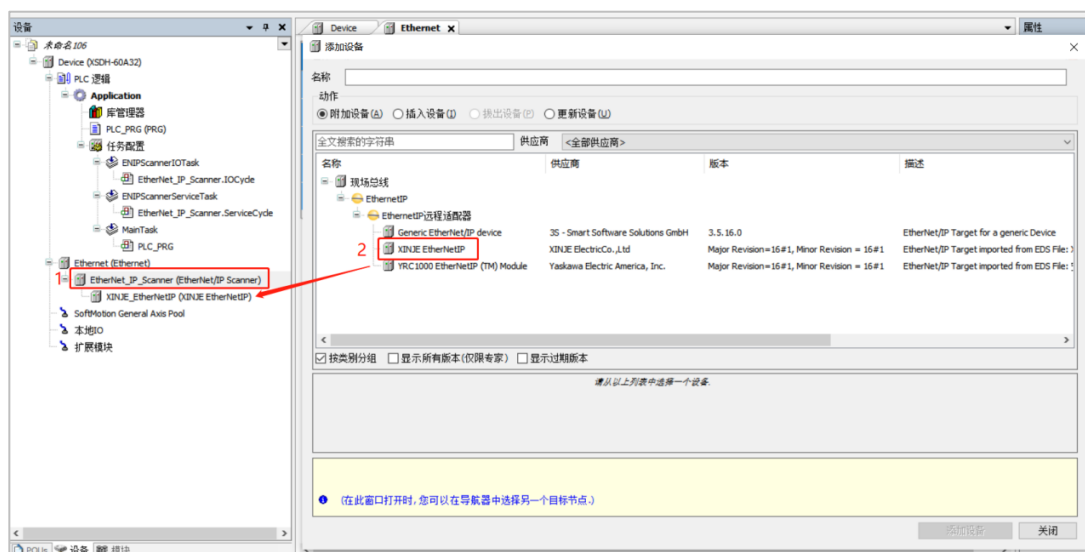 设备
未命名106
Device (XSDH-60A32)
PLC 逻辑
Application
库管理器
PLC_PRG (PRG)
任务配置
ENIPScannerIOTask
EtherNet_IP_Scanner.IOCycle
ENIPScannerServiceTask
EtherNet_IP_Scanner.ServiceCycle
MainTask
PLC_PRG
Ethernet (Ethernet)
1
EtherNet_IP_Scanner (EtherNet/IP Scanner)
XINJE_EtherNetIP (XINJE EtherNetIP)
SoftMotion General Axis Pool
本地IO
扩展模块
POUs 设备 模块
Device Ethernet
属性
添加设备
名称
动作
附加设备(A) 插入设备(I) 拔出设备(P) 更新设备(U)
全文搜索的字符串 供应商 <全部供应商>
名称 供应商 版本 描述
现场总线
EthernetIP
EthernetIP远程适配器
Generic EtherNet/IP device 3S - Smart Software Solutions GmbH 3.5.16.0 EtherNet/IP Target for a generic Device
2
XINJE EtherNetIP XINJE ElectricCo.,Ltd Major Revision=16#1, Minor Revision = 16#1 EtherNet/IP Target imported from EDS File:
YRC1000 EtherNetIP (TM) Module Yaskawa Electric America, Inc. Major Revision=16#1, Minor Revision = 16#1 EtherNet/IP Target imported from EDS File:
按类别分组 显示所有版本(仅限专家) 显示过期版本
请从以上列表中选择一个设备.
(在此窗口打开时,您可以在导航器中选择另一个目标节点.)
添加设备 关闭